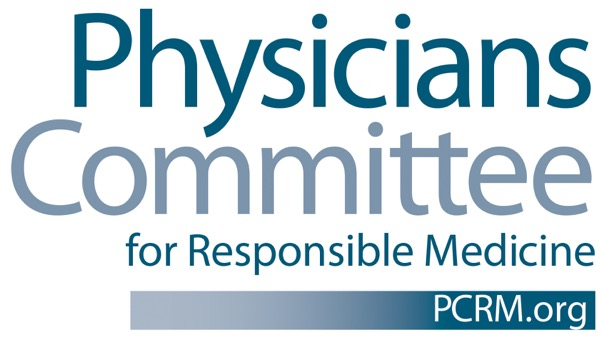 Physicians
Committee
for Responsible Medicine
PCRM.org